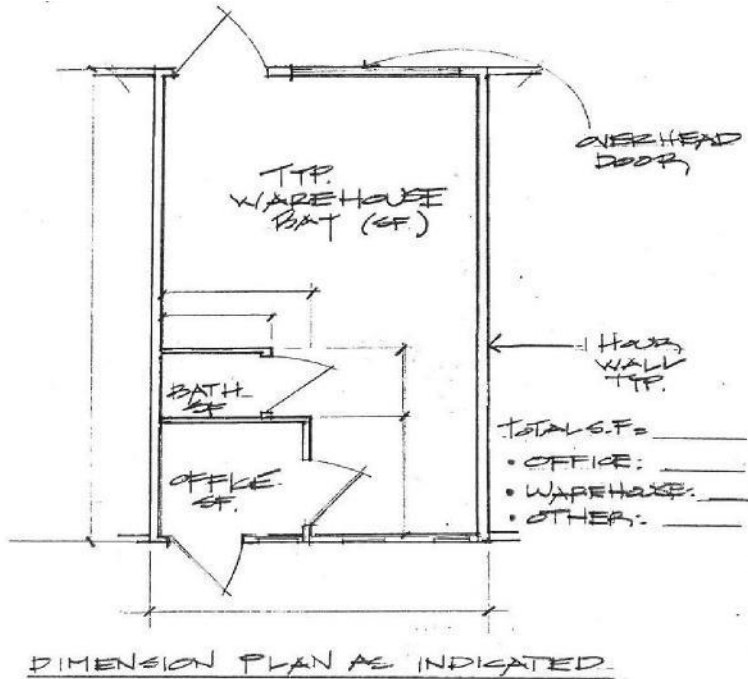 OVERHEAD
DOOR
TYP.
WAREHOUSE
BAY (SF.)
1 HOUR
WALL
TYP.
BATH
SF
OFFICE
SF.
TOTAL S.F=
• OFFICE:
• WAREHOUSE:
• OTHER:
DIMENSION PLAN AS INDICATED